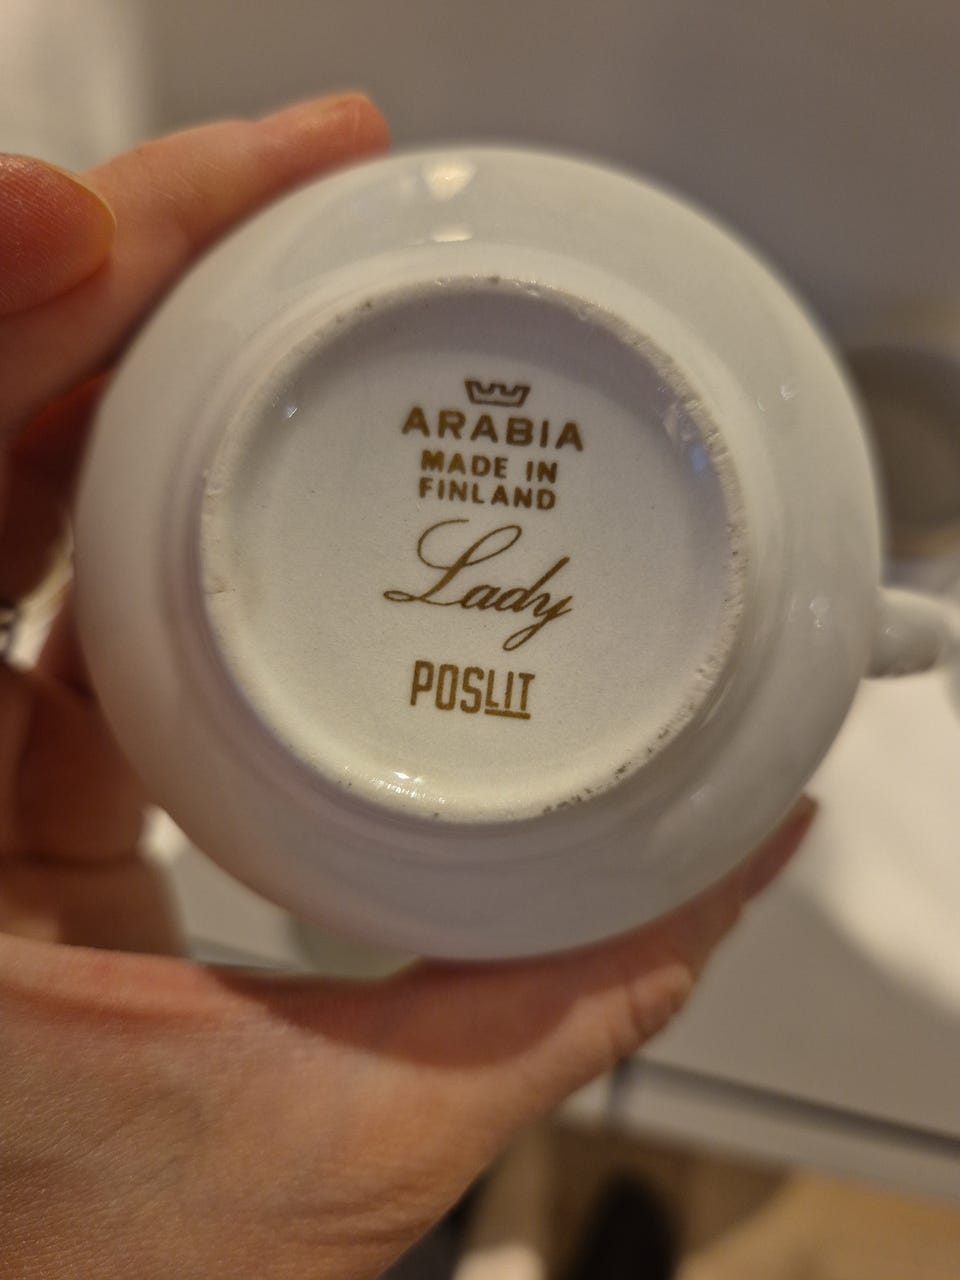 ARABIA
MADE IN
FINLAND
Lady
POSLIT